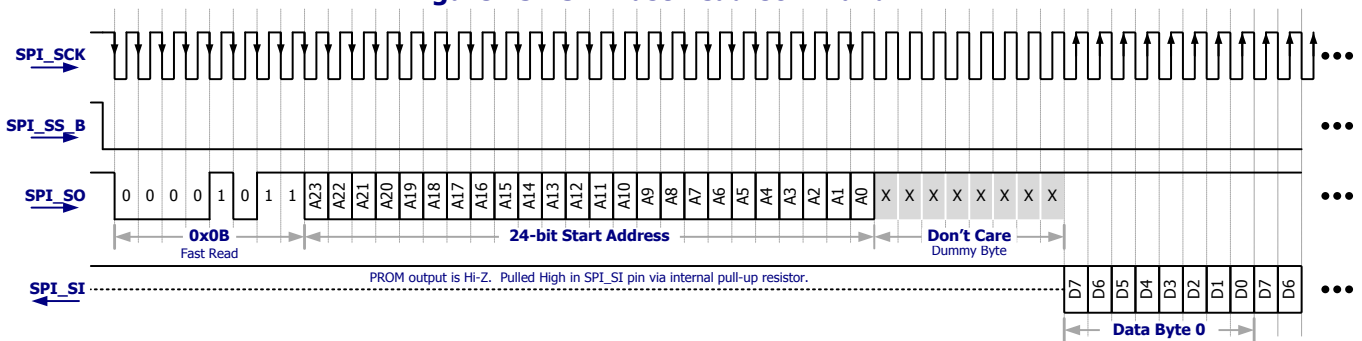 SPI_SCK
SPI_SS_B
SPI_SO 0 0 0 0 1 0 1 1 A23 A22 A21 A20 A19 A18 A17 A16 A15 A14 A13 A12 A11 A10 A9 A8 A7 A6 A5 A4 A3 A2 A1 A0 X X X X X X X X
0x0B 24-bit Start Address Don't Care
Fast Read Dummy Byte
PROM output is Hi-Z. Pulled High in SPI_SI pin via internal pull-up resistor.
SPI_SI D7 D6 D5 D4 D3 D2 D1 D0 D7 D6
Data Byte 0